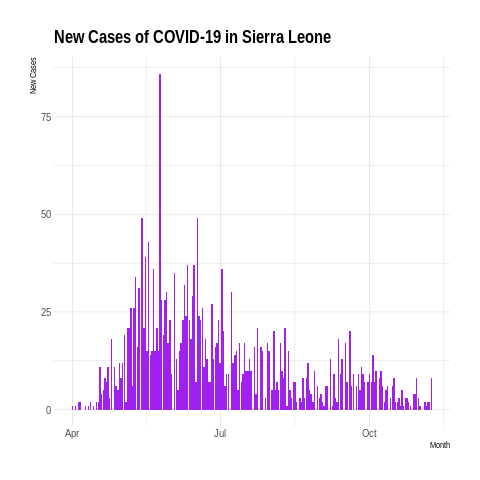 New Cases of COVID-19 in Sierra Leone
New Cases
75
50
25
0
Apr
Jul
Oct
Month